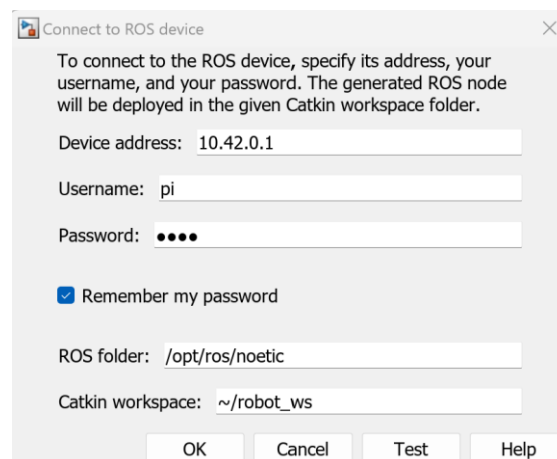 Connect to ROS device
To connect to the ROS device, specify its address, your
username, and your password. The generated ROS node
will be deployed in the given Catkin workspace folder.
Device address: 10.42.0.1
Username: pi
Password: ●●●●
Remember my password
ROS folder: /opt/ros/noetic
Catkin workspace: ~/robot_ws
OK Cancel Test Help